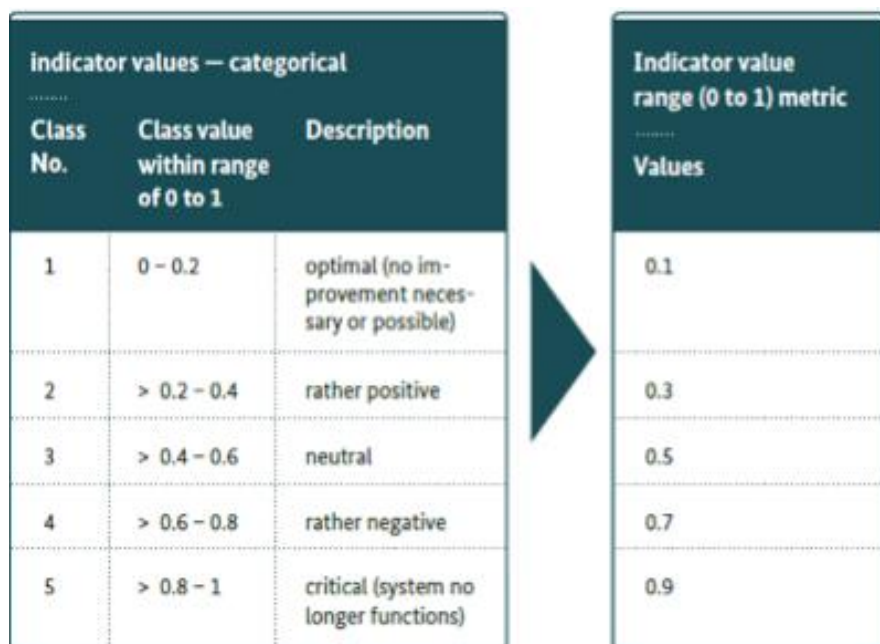 indicator values — categorical
........
Class No.
Class value within range of 0 to 1
Description
1
0 – 0.2
optimal (no im-
provement neces-
sary or possible)
2
> 0.2 – 0.4
rather positive
3
> 0.4 – 0.6
neutral
4
> 0.6 – 0.8
rather negative
5
> 0.8 – 1
critical (system no
longer functions)
Indicator value
range (0 to 1) metric
........
Values
0.1
0.3
0.5
0.7
0.9